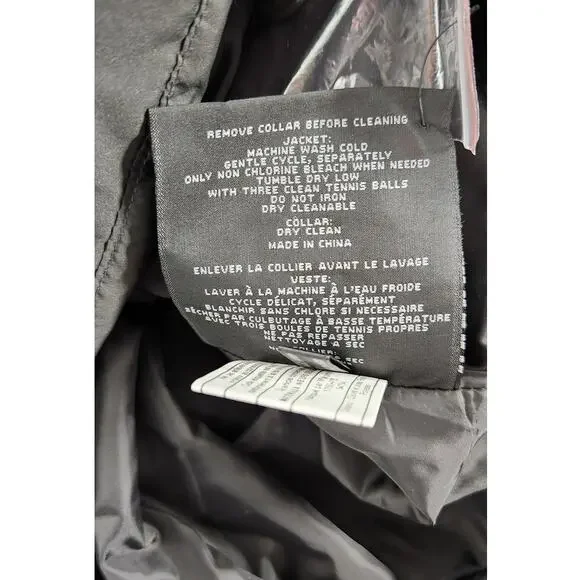 REMOVE COLLAR BEFORE CLEANING
JACKET:
MACHINE WASH COLD
GENTLE CYCLE, SEPARATELY
ONLY NON CHLORINE BLEACH WHEN NEEDED
TUMBLE DRY LOW
WITH THREE CLEAN TENNIS BALLS
DO NOT IRON
DRY CLEANABLE
COLLAR:
DRY CLEAN
MADE IN CHINA
ENLEVER LA COLLIER AVANT LE LAVAGE
VESTE:
LAVER À LA MACHINE À L'EAU FROIDE
CYCLE DÉLICAT, SÉPARÉMENT
BLANCHIR SANS CHLORE SI NECESSAIRE
SÉCHER PAR CULBUTAGE À BASSE TEMPÉRATURE
AVEC TROIS BOULES DE TENNIS PROPRES
NE PAS REPASSER
NETTOYAGE A SEC
COLLIER:
SEC